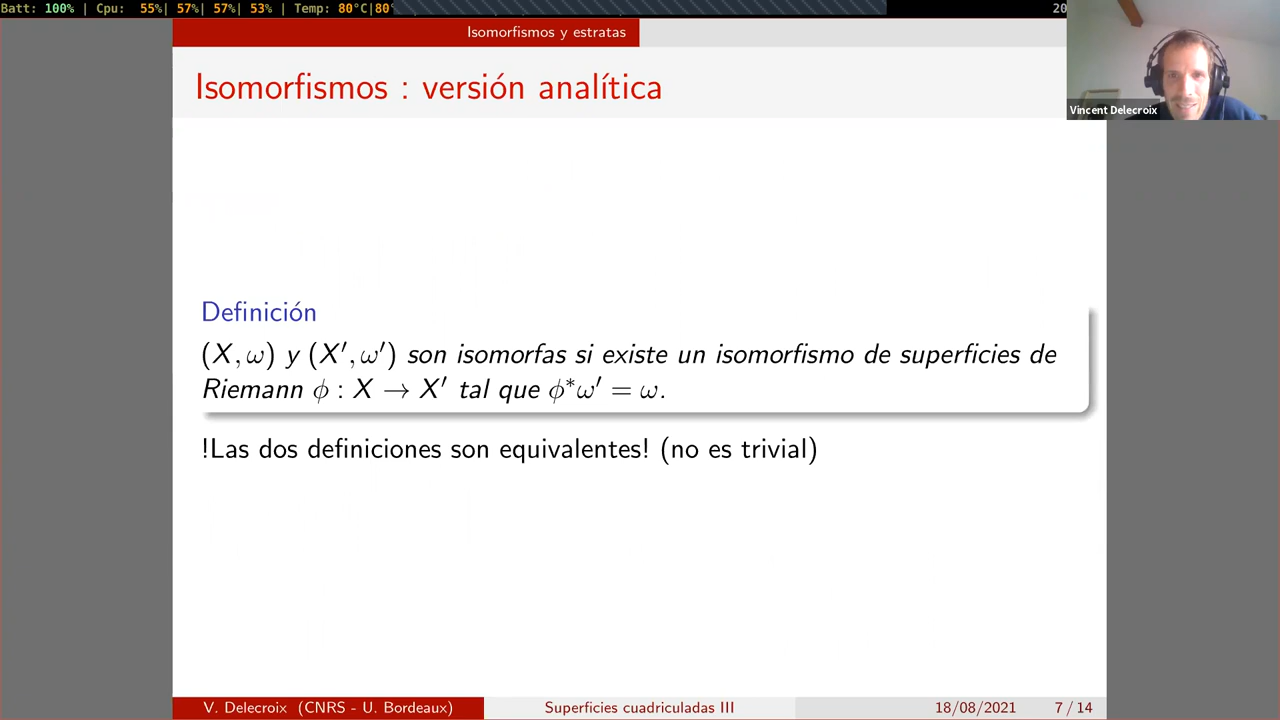 Batt: 100% | Cpu: 55%| 57%| 57%| 53% | Temp: 80°C|80°
20
Isomorfismos y estratas
Isomorfismos : versión analítica
Vincent Delecroix
Definición
(X, ω) y (X′, ω′) son isomorfas si existe un isomorfismo de superficies de
Riemann ϕ : X → X′ tal que ϕ*ω′ = ω.
!Las dos definiciones son equivalentes! (no es trivial)
V. Delecroix (CNRS - U. Bordeaux)
Superficies cuadriculadas III
18/08/2021
7 / 14